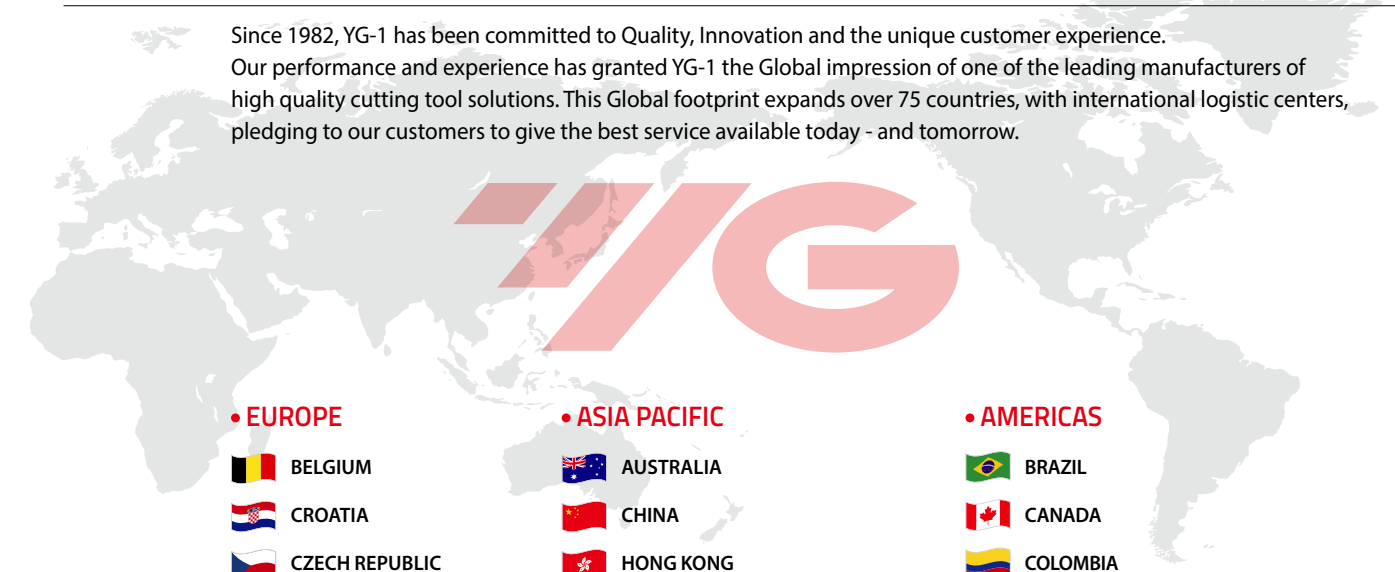 Since 1982, YG-1 has been committed to Quality, Innovation and the unique customer experience.
Our performance and experience has granted YG-1 the Global impression of one of the leading manufacturers of
high quality cutting tool solutions. This Global footprint expands over 75 countries, with international logistic centers,
pledging to our customers to give the best service available today - and tomorrow.
YG
• EUROPE
BELGIUM
CROATIA
CZECH REPUBLIC
• ASIA PACIFIC
AUSTRALIA
CHINA
HONG KONG
• AMERICAS
BRAZIL
CANADA
COLOMBIA